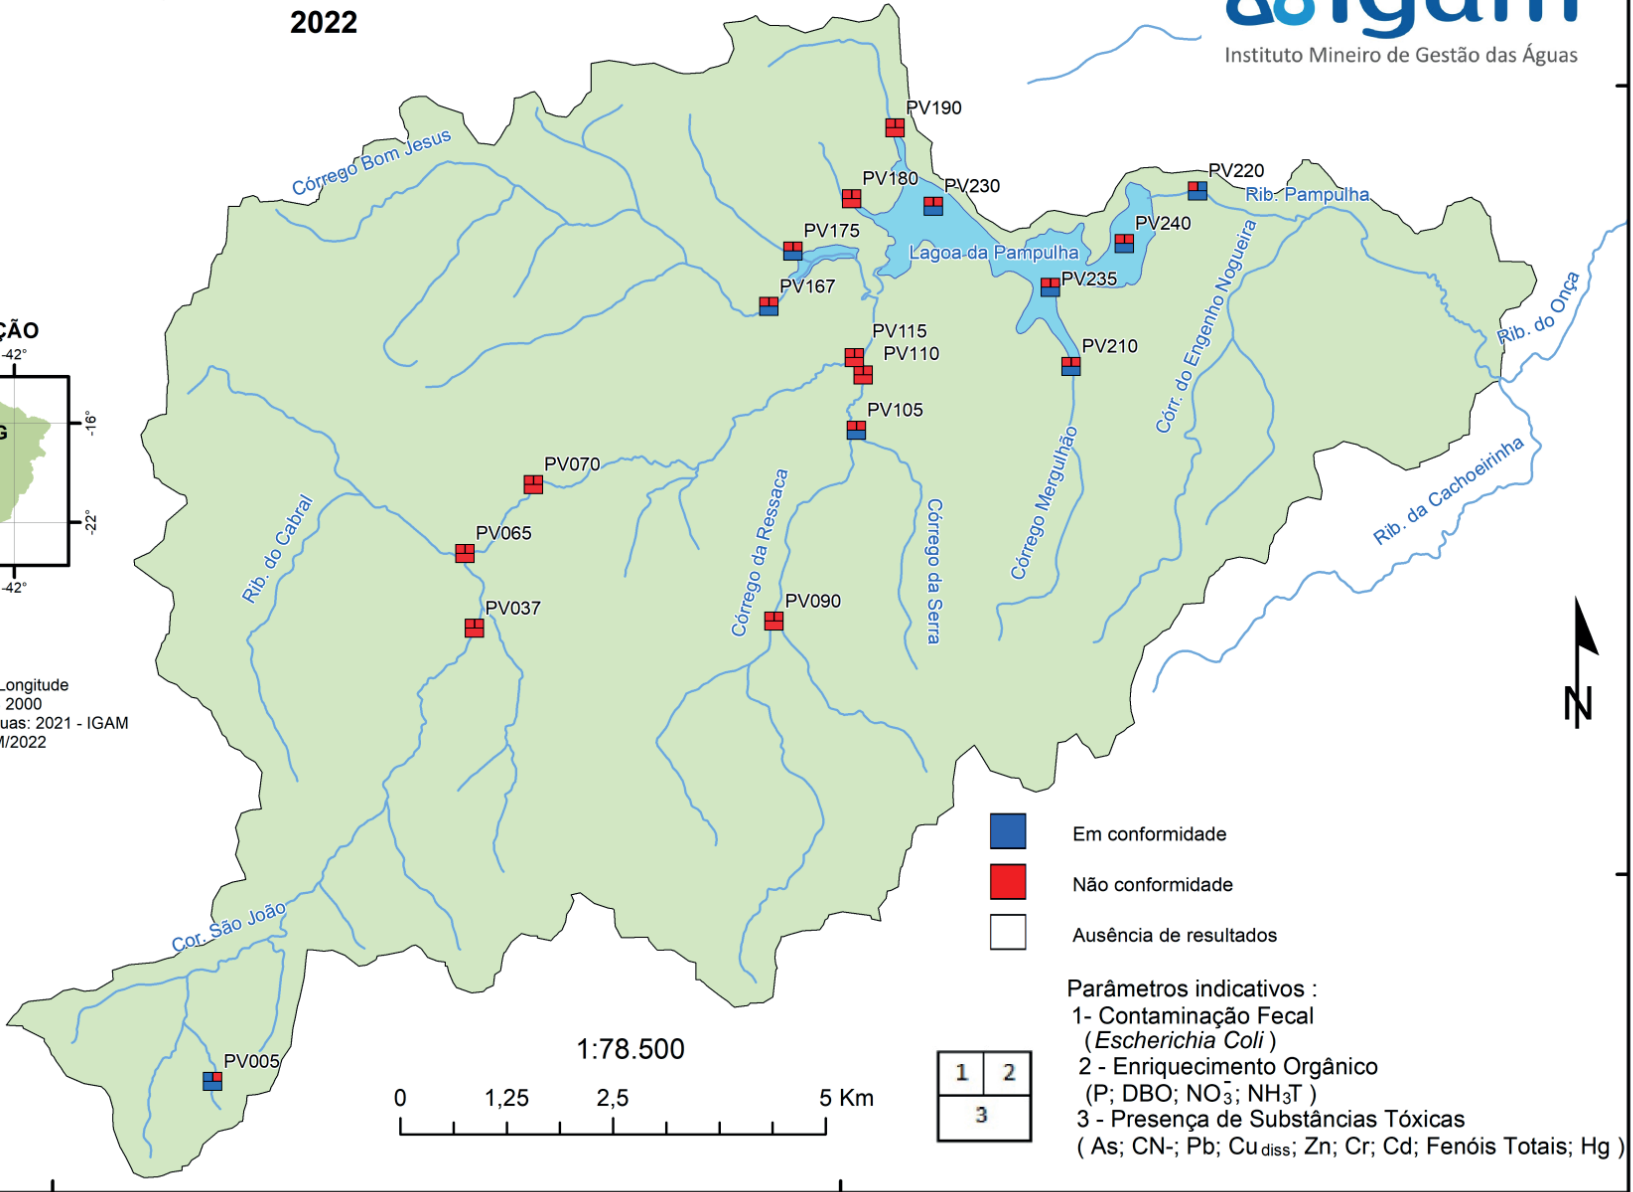 2022
igam
Instituto Mineiro de Gestão das Águas
PV190
Córrego Bom Jesus
PV180
PV230
PV220
Rib. Pampulha
PV240
PV175
Lagoa da Pampulha
PV235
PV167
Córr. do Engenho Nogueira
Rib. do Onça
ÇÃO
-42°
PV115
PV110
PV210
PV105
-16°
G
Rib. da Cachoeirinha
PV070
Córrego da Ressaca
Córrego da Serra
Córrego Mergulhão
-22°
PV065
Rib. do Cabral
-42°
PV037
PV090
Longitude
2000
uas: 2021 - IGAM
M/2022
N
Em conformidade
Não conformidade
Ausência de resultados
Cor. São João
PV005
1:78.500
0 1,25 2,5 5 Km
Parâmetros indicativos :
1- Contaminação Fecal
(Escherichia Coli )
2 - Enriquecimento Orgânico
(P; DBO; NO₃⁻; NH₃T )
3 - Presença de Substâncias Tóxicas
( As; CN-; Pb; Cu diss; Zn; Cr; Cd; Fenóis Totais; Hg )
1 2
3